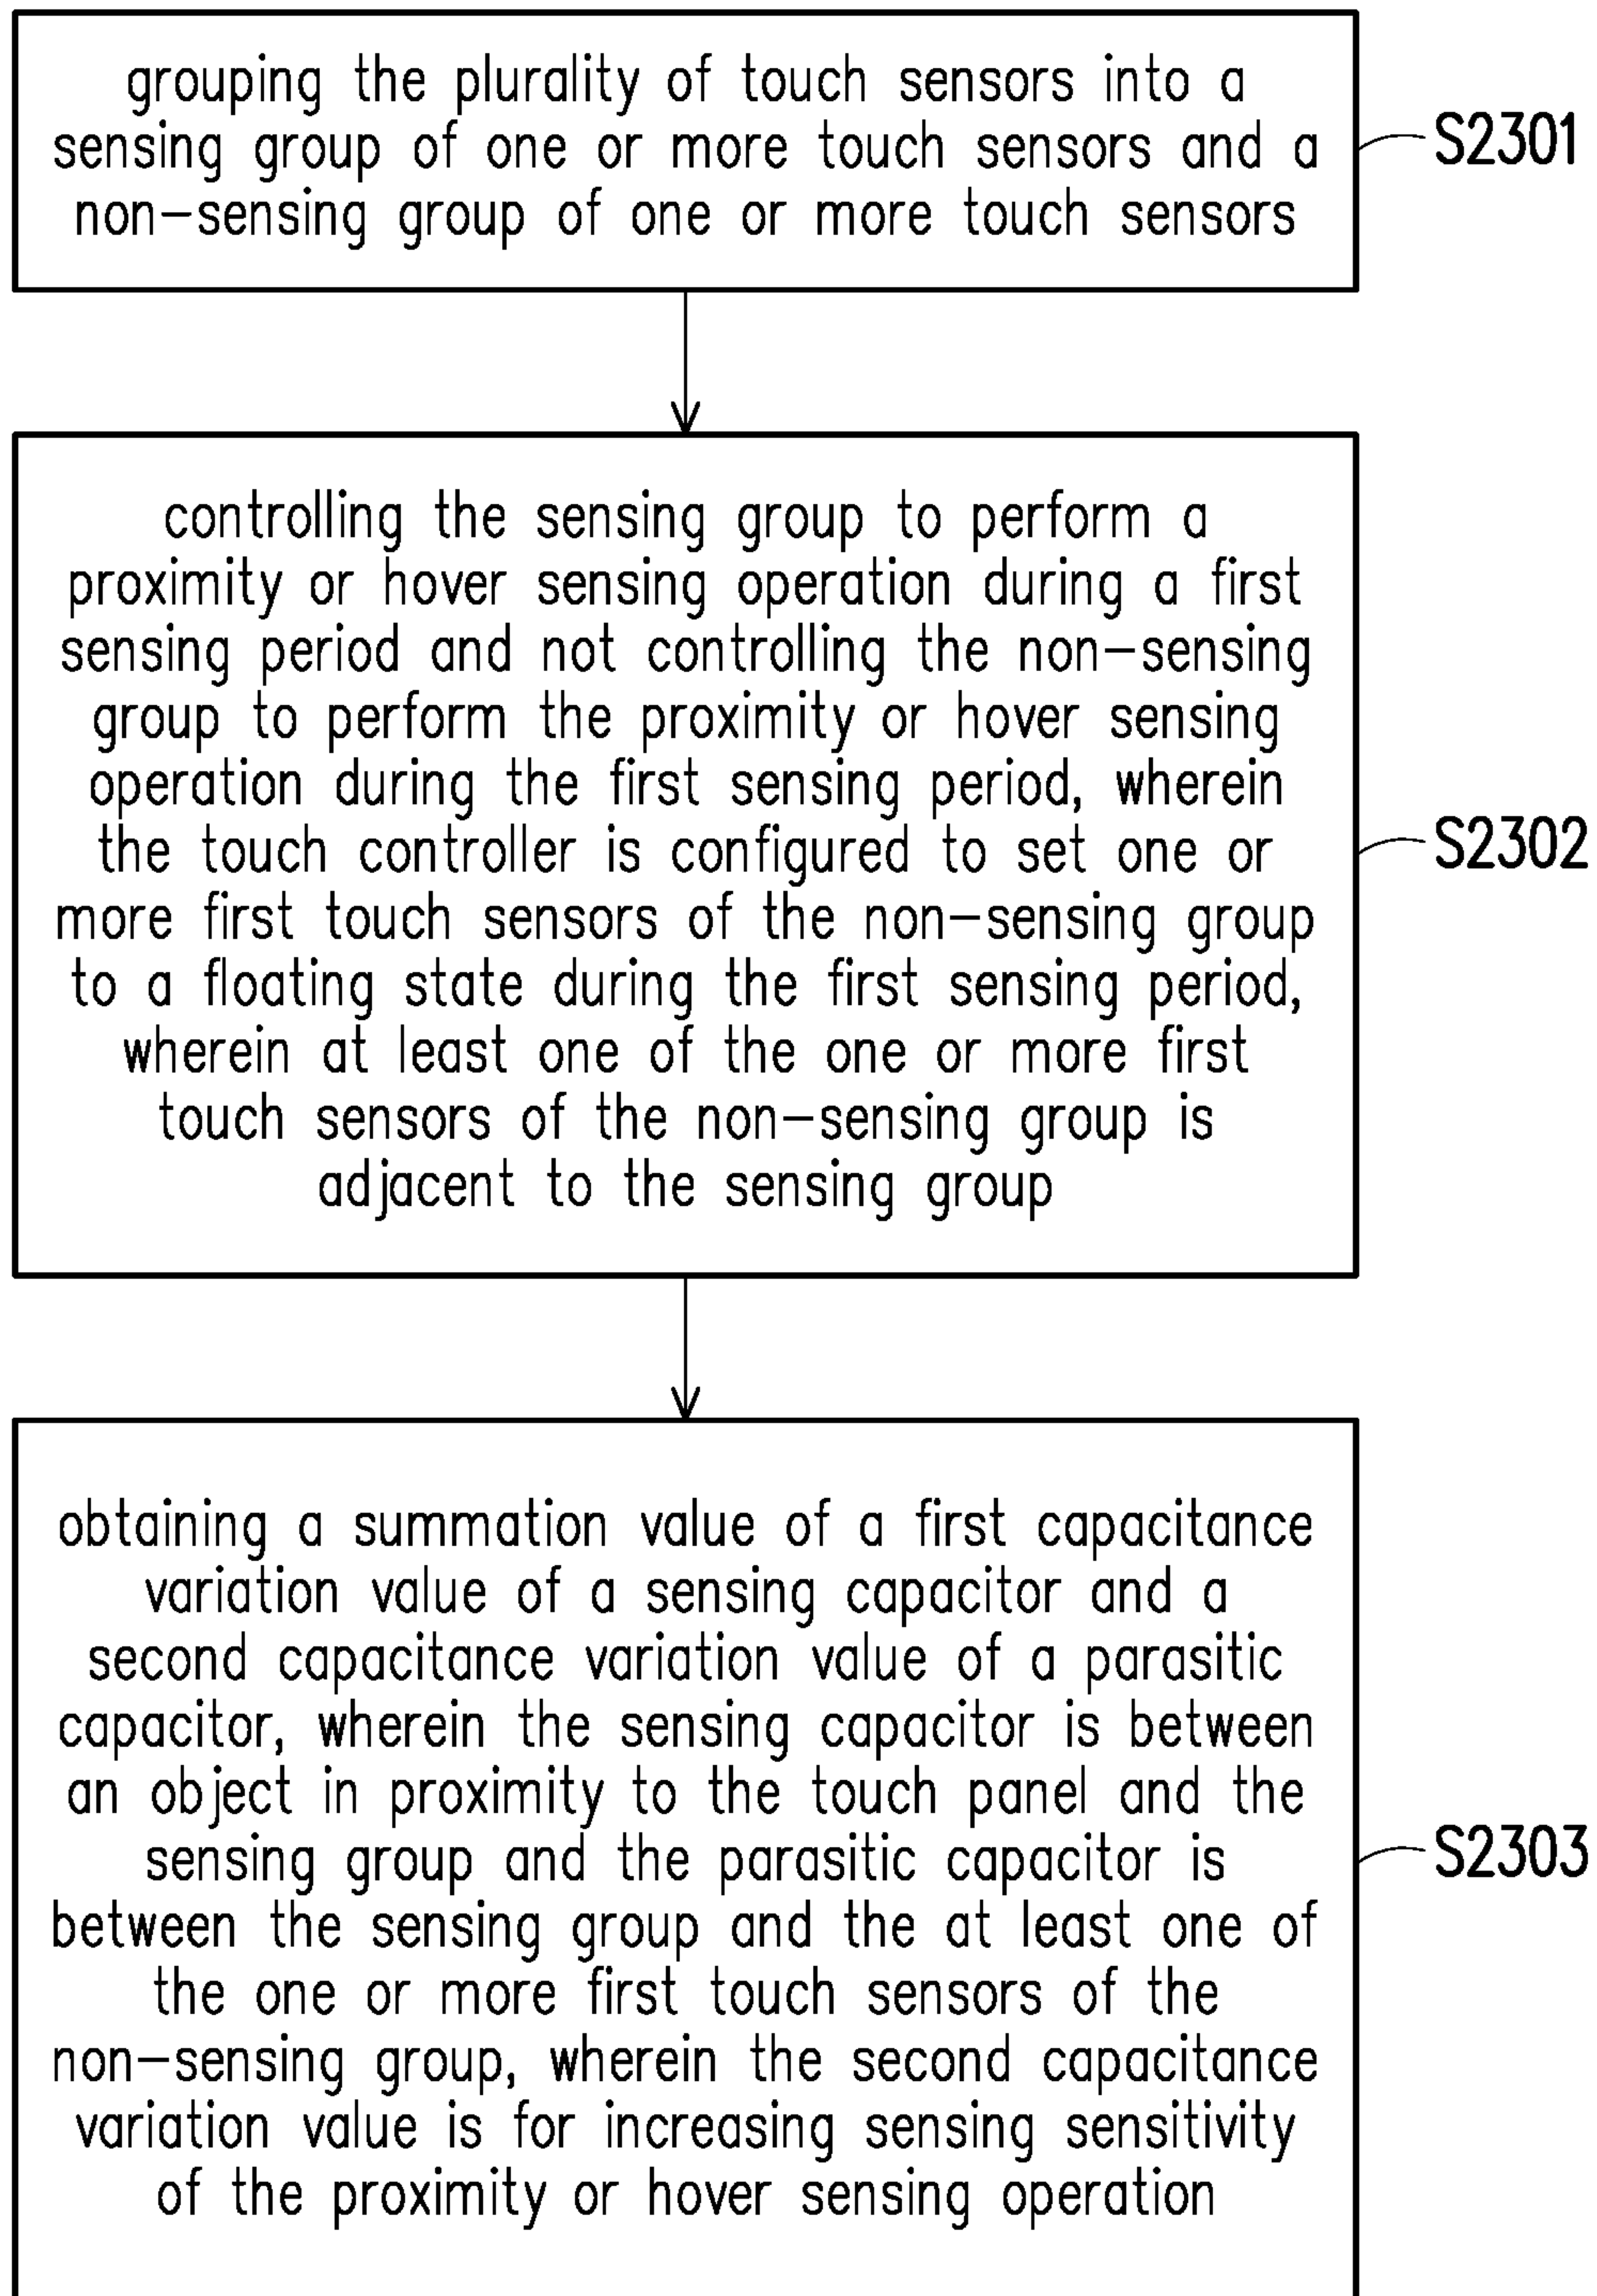 grouping the plurality of touch sensors into a
sensing group of one or more touch sensors and a
non-sensing group of one or more touch sensors
S2301
controlling the sensing group to perform a
proximity or hover sensing operation during a first
sensing period and not controlling the non-sensing
group to perform the proximity or hover sensing
operation during the first sensing period, wherein
the touch controller is configured to set one or
more first touch sensors of the non-sensing group
to a floating state during the first sensing period,
wherein at least one of the one or more first
touch sensors of the non-sensing group is
adjacent to the sensing group
S2302
obtaining a summation value of a first capacitance
variation value of a sensing capacitor and a
second capacitance variation value of a parasitic
capacitor, wherein the sensing capacitor is between
an object in proximity to the touch panel and the
sensing group and the parasitic capacitor is
between the sensing group and the at least one of
the one or more first touch sensors of the
non-sensing group, wherein the second capacitance
variation value is for increasing sensing sensitivity
of the proximity or hover sensing operation
S2303